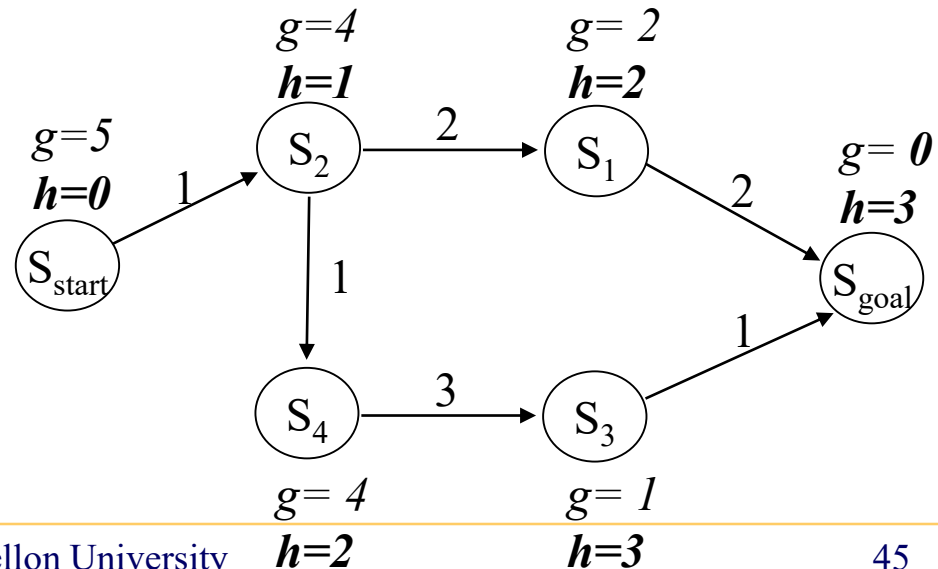 g=4
h=1
g= 2
h=2
g=5
h=0
S2
2
S1
g= 0
h=3
1
2
Sstart
1
Sgoal
1
S4
3
S3
g= 4
h=2
g= 1
h=3
ellon University
45